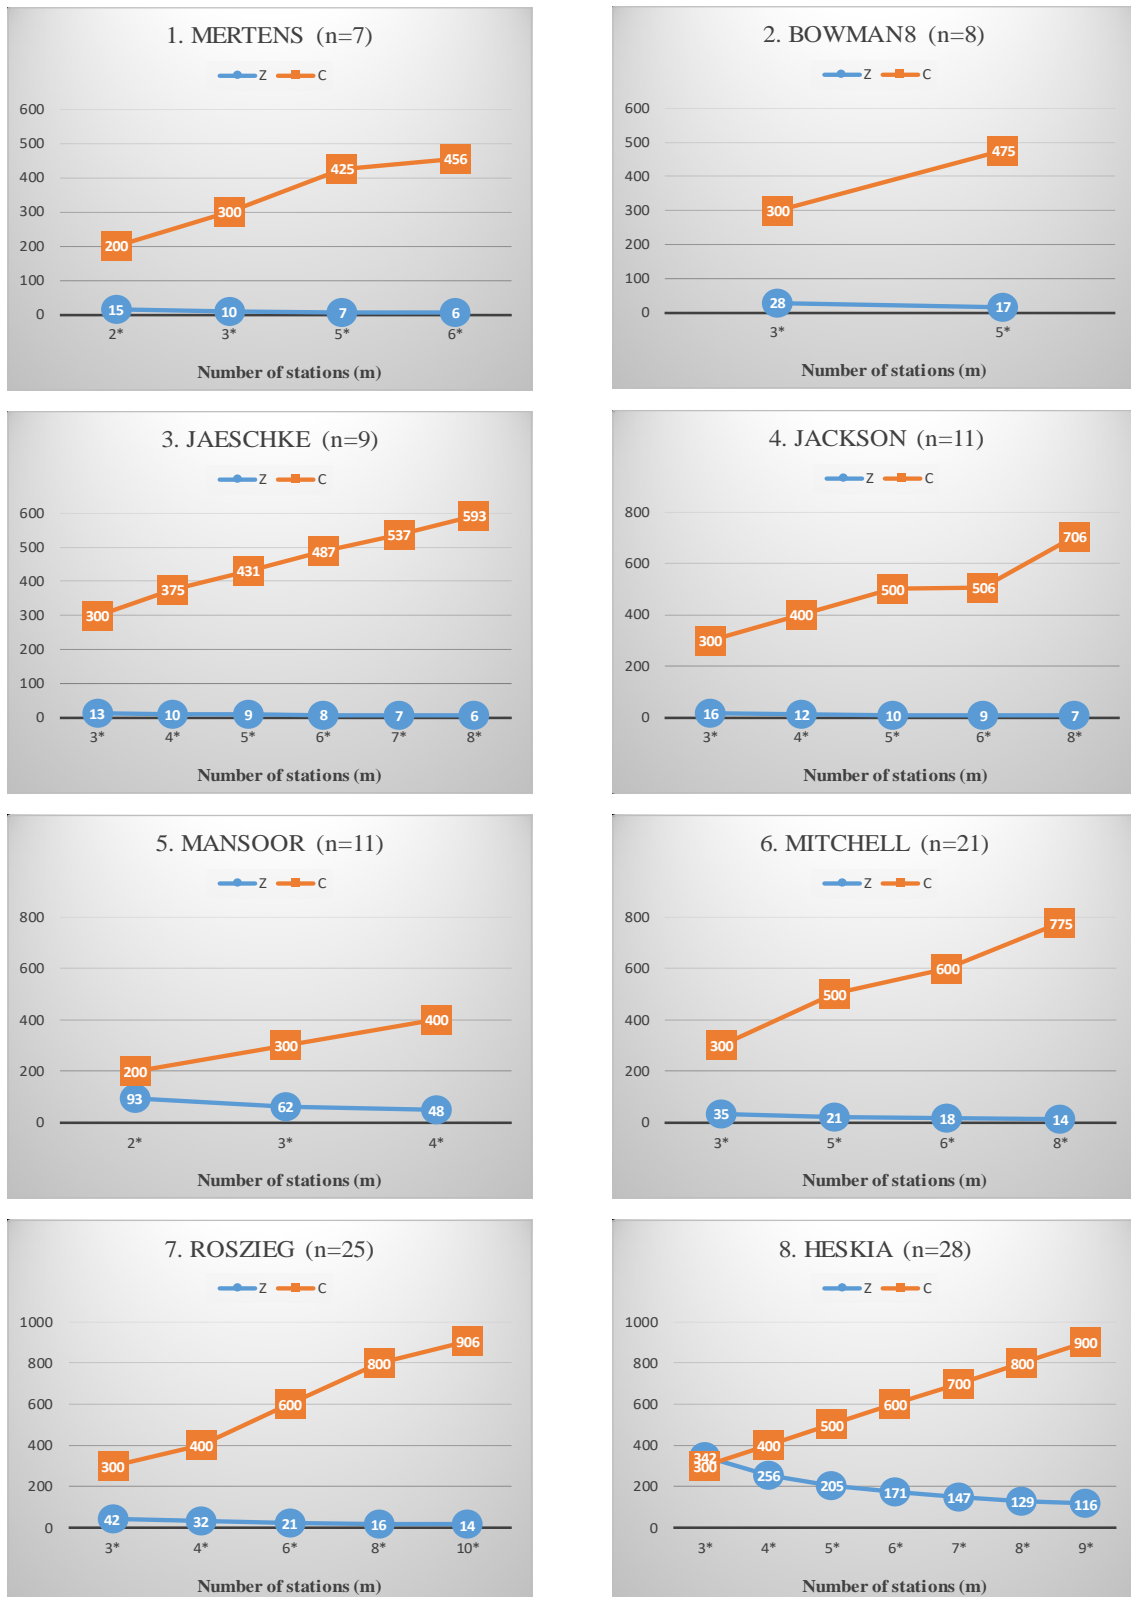 1. MERTENS (n=7)
Z C
600
500
400
300
200
100
0
200 300 425 456
15 10 7 6
2* 3* 5* 6*
Number of stations (m)
2. BOWMAN8 (n=8)
Z C
600
500
400
300
200
100
0
300 475
28 17
3* 5*
Number of stations (m)
3. JAESCHKE (n=9)
Z C
600
500
400
300
200
100
0
300 375 431 487 537 593
13 10 9 8 7 6
3* 4* 5* 6* 7* 8*
Number of stations (m)
4. JACKSON (n=11)
Z C
800
600
400
200
0
300 400 500 506 706
16 12 10 9 7
3* 4* 5* 6* 8*
Number of stations (m)
5. MANSOOR (n=11)
Z C
800
600
400
200
0
200 300 400
93 62 48
2* 3* 4*
Number of stations (m)
6. MITCHELL (n=21)
Z C
800
600
400
200
0
300 500 600 775
35 21 18 14
3* 5* 6* 8*
Number of stations (m)
7. ROSZIEG (n=25)
Z C
1000
800
600
400
200
0
300 400 600 800 906
42 32 21 16 14
3* 4* 6* 8* 10*
Number of stations (m)
8. HESKIA (n=28)
Z C
1000
800
600
400
200
0
300 400 500 600 700 800 900
342 256 205 171 147 129 116
3* 4* 5* 6* 7* 8* 9*
Number of stations (m)